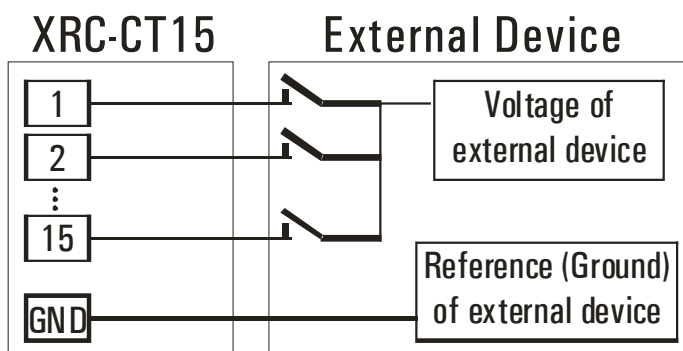 XRC-CT15 External Device
1
2
15
GND
Voltage of
external device
Reference (Ground)
of external device